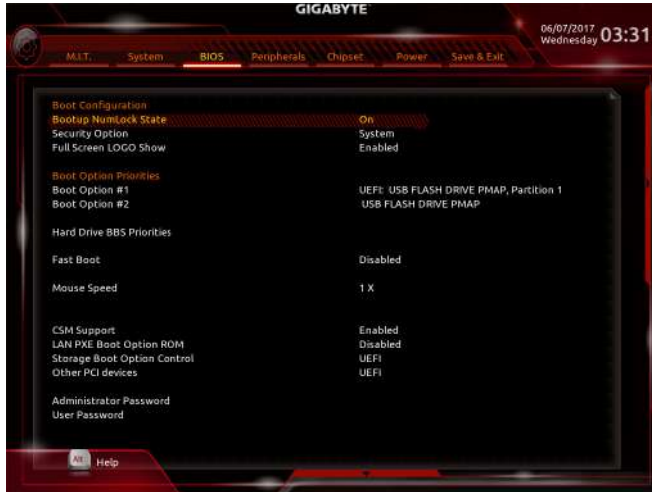 GIGABYTE
06/07/2017
Wednesday 03:31
M.I.T. System BIOS Peripherals Chipset Power Save & Exit
Boot Configuration
Bootup NumLock State On
Security Option System
Full Screen LOGO Show Enabled
Boot Option Priorities
Boot Option #1 UEFI: USB FLASH DRIVE PMAP, Partition 1
Boot Option #2 USB FLASH DRIVE PMAP
Hard Drive BBS Priorities
Fast Boot Disabled
Mouse Speed 1 X
CSM Support Enabled
LAN PXE Boot Option ROM Disabled
Storage Boot Option Control UEFI
Other PCI devices UEFI
Administrator Password
User Password
Alt Help